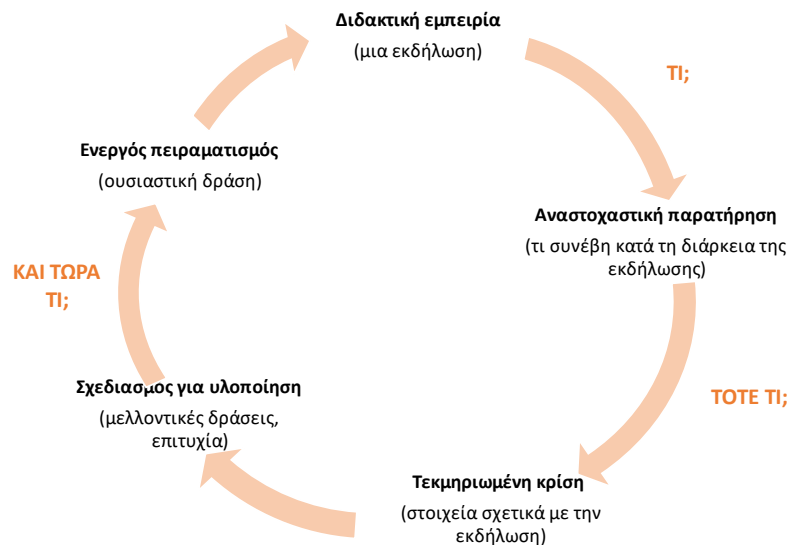 Διδακτική εμπειρία
(μια εκδήλωση)
ΤΙ;
Αναστοχαστική παρατήρηση
(τι συνέβη κατά τη διάρκεια της
εκδήλωσης)
ΤΟΤΕ ΤΙ;
Τεκμηριωμένη κρίση
(στοιχεία σχετικά με την
εκδήλωση)
Σχεδιασμός για υλοποίηση
(μελλοντικές δράσεις,
επιτυχία)
ΚΑΙ ΤΩΡΑ
ΤΙ;
Ενεργός πειραματισμός
(ουσιαστική δράση)